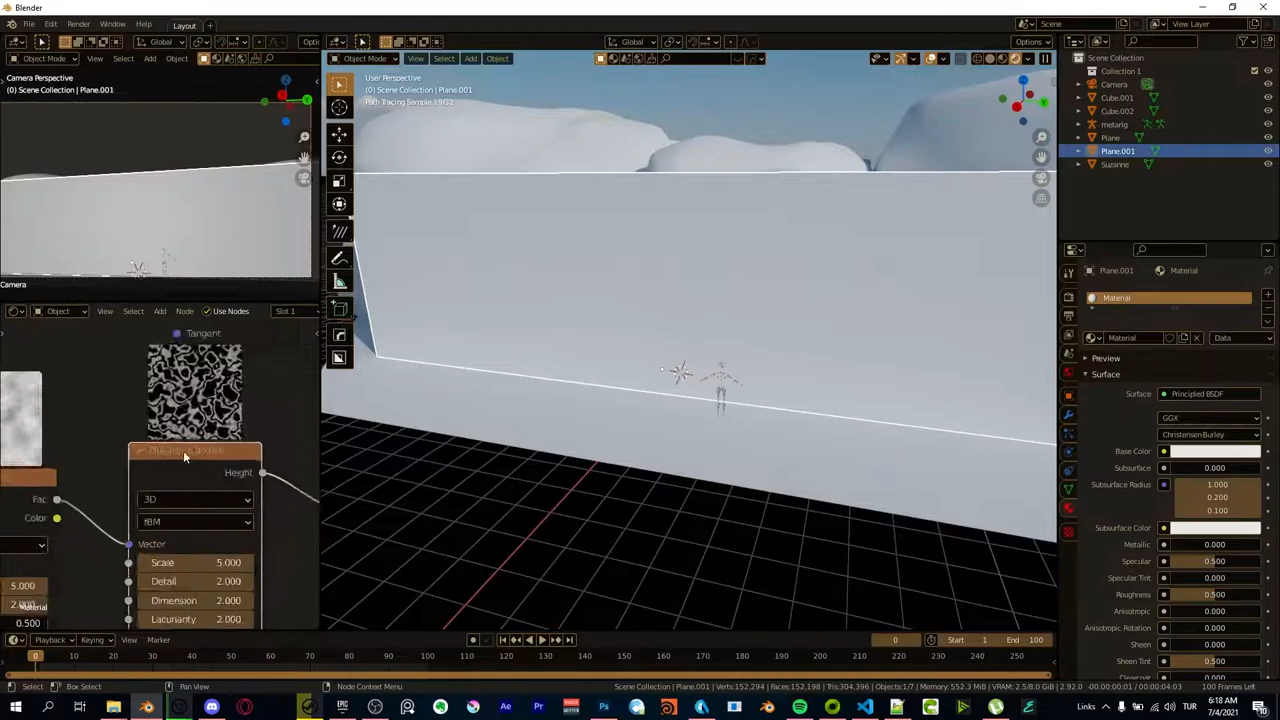 Blender
File Edit Render Window Help Layout Scene View Layer
Global Opti Global Options
Object Mode View Select Add Object Object Mode View Select Add Object
Camera Perspective
(0) Scene Collection | Plane.001
User Perspective
(0) Scene Collection | Plane.001
Path Tracing Sample 19/32
Scene Collection
Collection 1
Camera
Cube.001
Cube.002
metarig
Plane
Plane.001
Suzanne
Camera
Object View Select Add Node Use Nodes Slot 1
Tangent
Height
3D
fBM
Vector
Scale 5.000
Detail 2.000
Dimension 2.000
Lacunarity 2.000
Fac
Color
5.000
Material
0.500
Plane.001 Material
Material
Material Data
Preview
Surface
Surface Principled BSDF
GGX
Christensen-Burley
Base Color
Subsurface 0.000
Subsurface Radius 1.000
0.200
0.100
Subsurface Color
Metallic 0.000
Specular 0.500
Specular Tint 0.000
Roughness 0.500
Anisotropic 0.000
Anisotropic Rotation 0.000
Sheen 0.000
Sheen Tint 0.500
Clearcoat 0.000
Playback Keying View Marker 0 Start 1 End 100
0 10 20 30 40 50 60 70 80 90 100 110 120 130 140 150 160 170 180 190 200 210 220 230 240 250
Select Box Select Pan View Node Context Menu Scene Collection | Plane.001 | Verts:152,294 | Faces:152,198 | Tris:304,396 | Objects:1/7 | Memory: 552.3 MiB | VRAM: 2.5/8.0 GiB | 2.92.0 -00:00:00:01 / 00:00:04:03 100 Frames Left
Links TUR 6:18 AM
7/4/2021